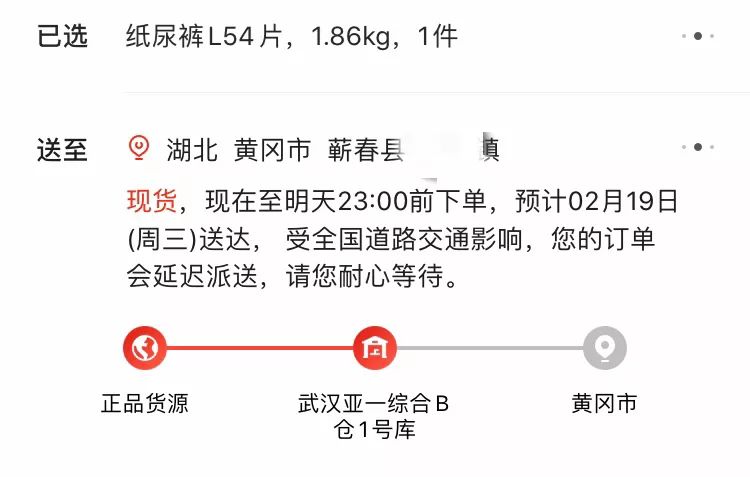 已选 纸尿裤L54片，1.86kg，1件
送至 湖北 黄冈市 蕲春县 镇
现货，现在至明天23:00前下单，预计02月19日
(周三)送达， 受全国道路交通影响，您的订单
会延迟派送，请您耐心等待。
正品货源 武汉亚一综合B 黄冈市
仓1号库